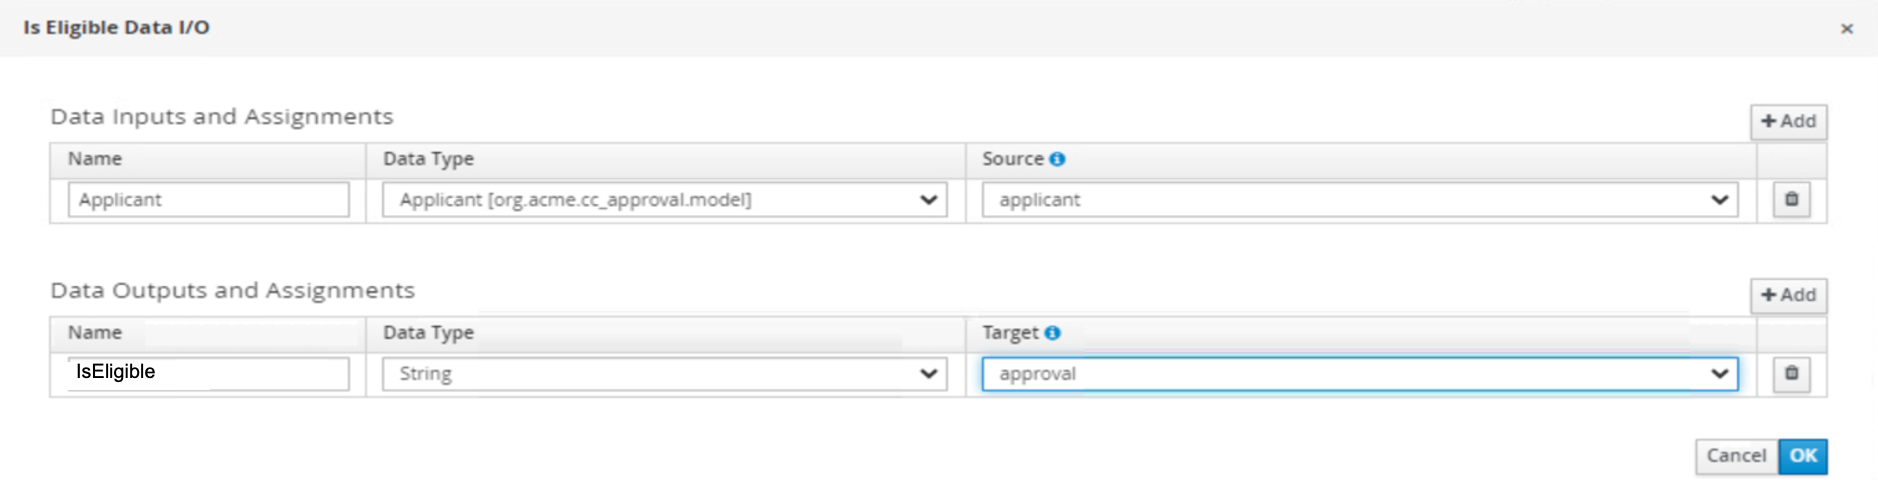 Is Eligible Data I/O ×
Data Inputs and Assignments
+ Add
Name Data Type Source
Applicant Applicant [org.acme.cc_approval.model] applicant
Data Outputs and Assignments
+ Add
Name Data Type Target
IsEligible String approval
Cancel OK